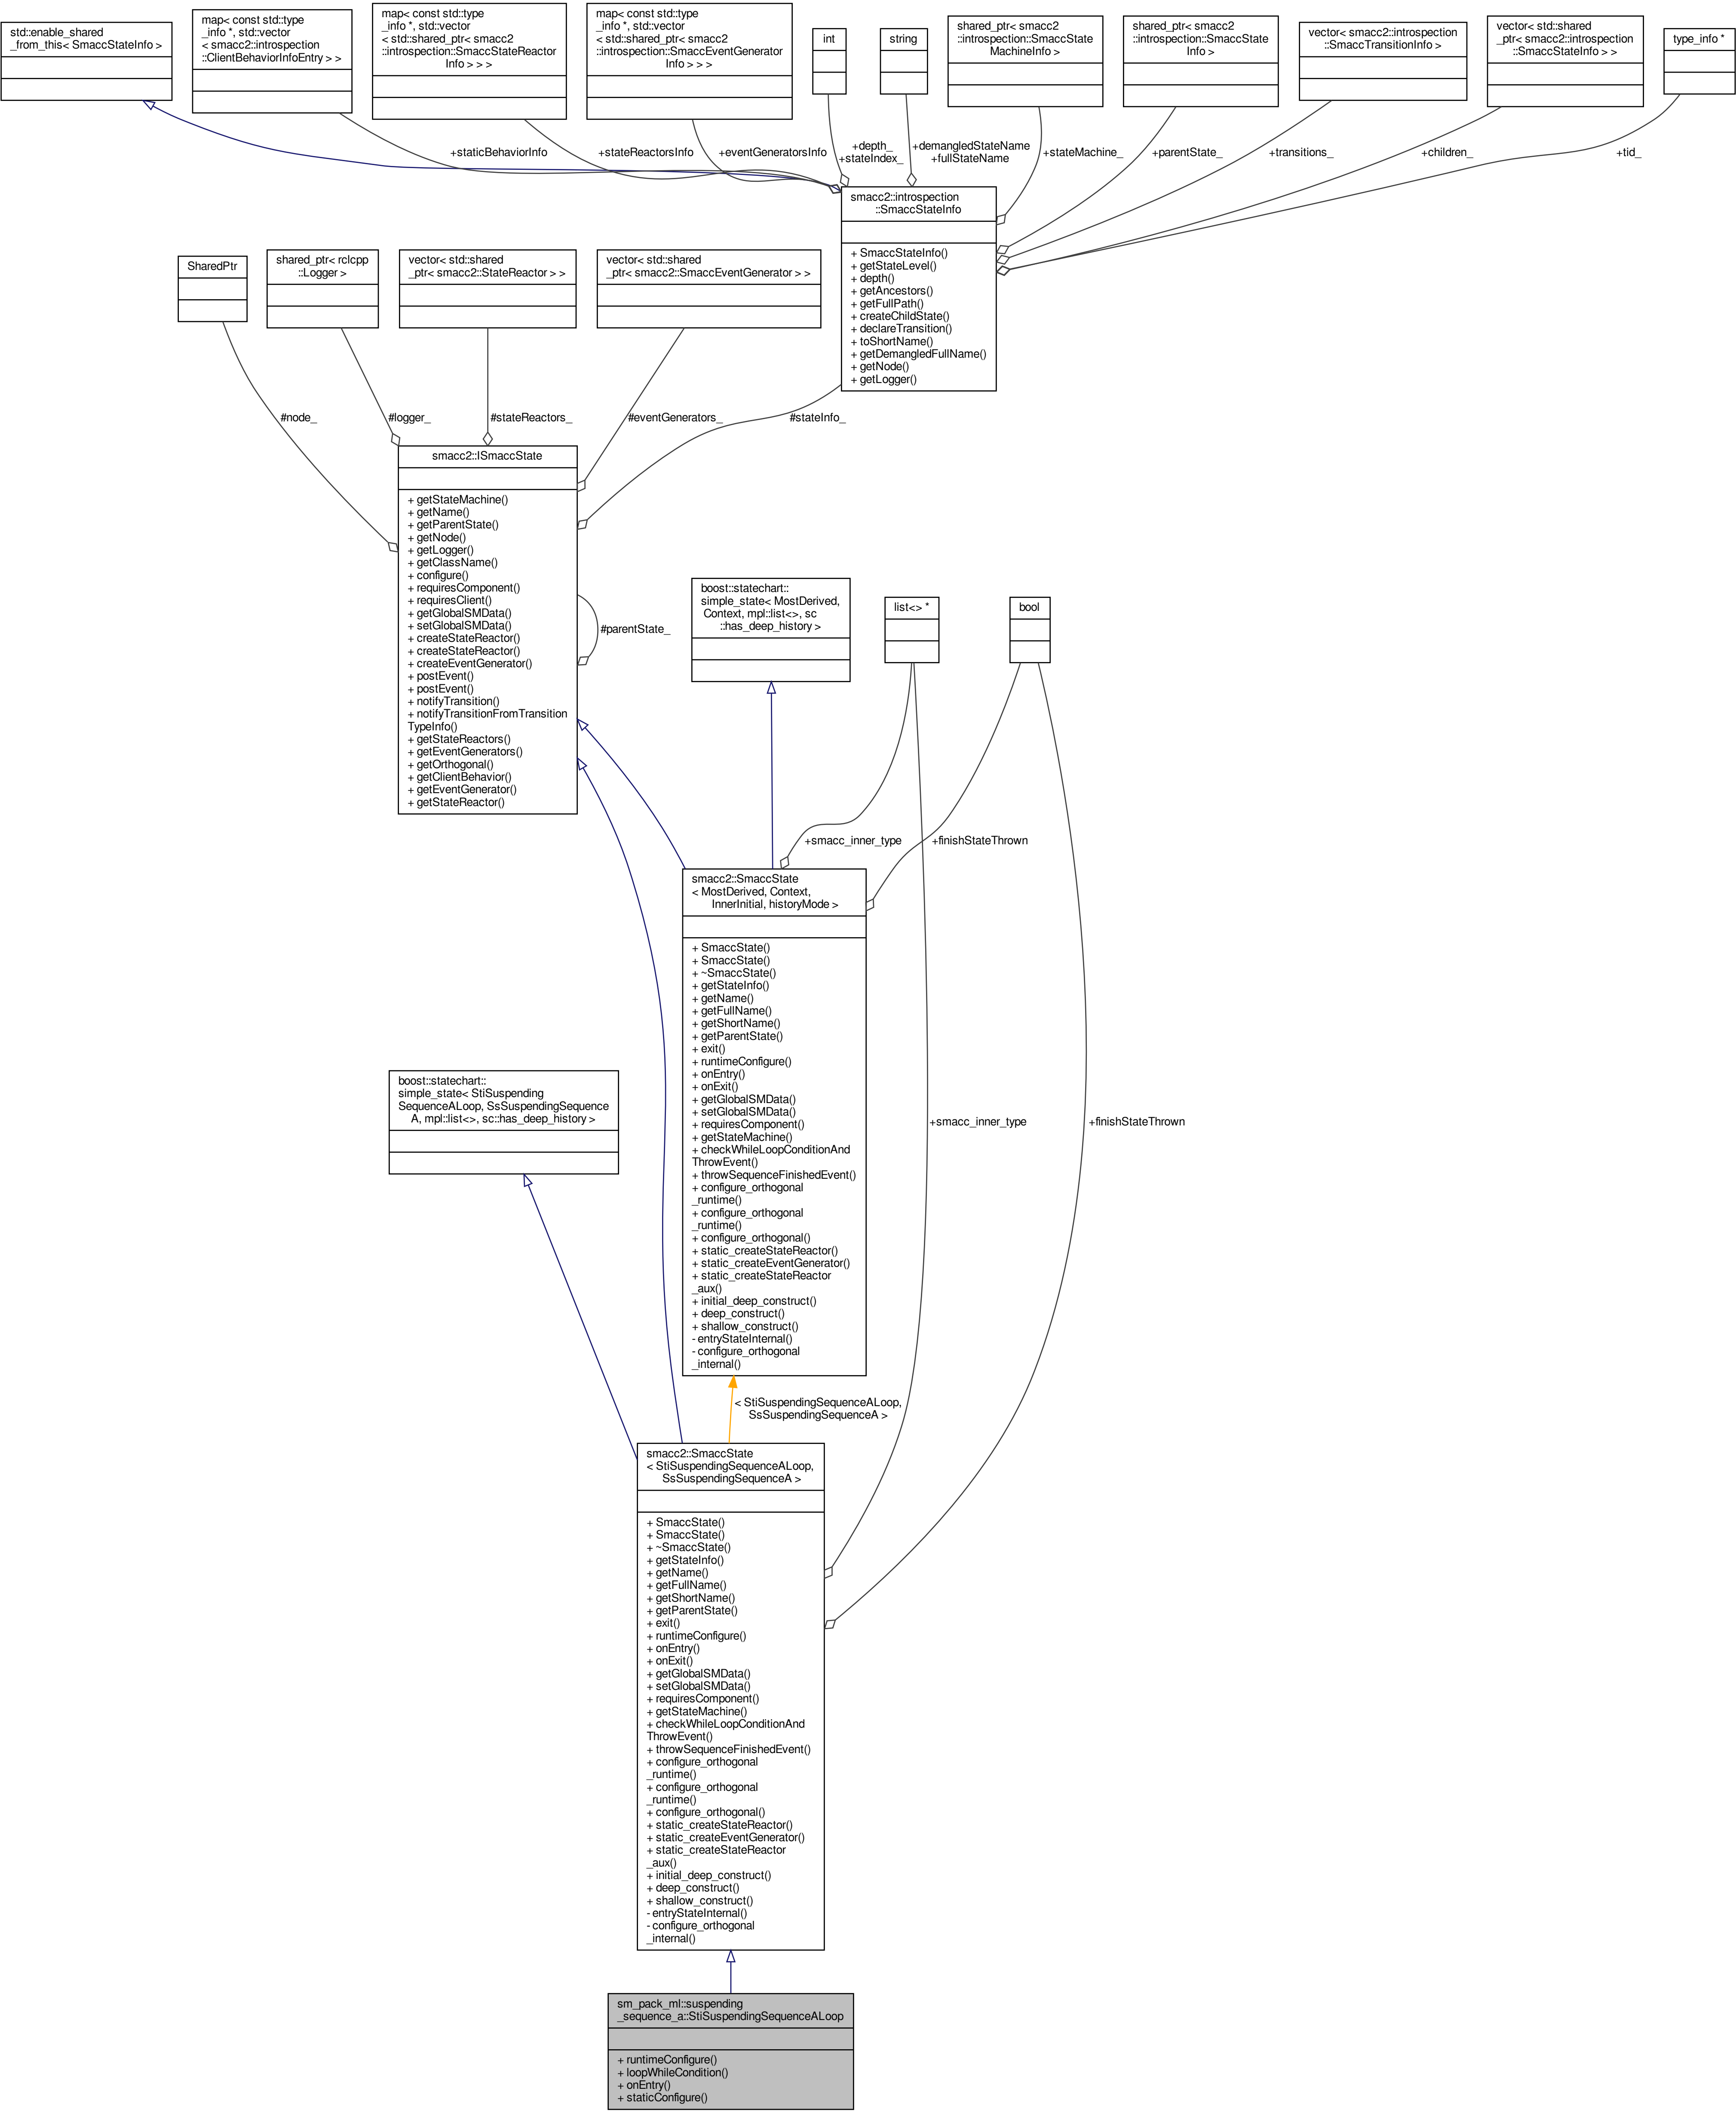 std::enable_shared
_from_this< SmaccStateInfo >
map< const std::type
_info *, std::vector
< smacc2::introspection
::ClientBehaviorInfoEntry > >
map< const std::type
_info *, std::vector
< std::shared_ptr< smacc2
::introspection::SmaccStateReactor
Info > > >
map< const std::type
_info *, std::vector
< std::shared_ptr< smacc2
::introspection::SmaccEventGenerator
Info > > >
int
string
shared_ptr< smacc2
::introspection::SmaccState
MachineInfo >
shared_ptr< smacc2
::introspection::SmaccState
Info >
vector< smacc2::introspection
::SmaccTransitionInfo >
vector< std::shared
_ptr< smacc2::introspection
::SmaccStateInfo > >
type_info *
+staticBehaviorInfo
+stateReactorsInfo
+eventGeneratorsInfo
+depth_
+stateIndex_
+demangledStateName
+fullStateName
+stateMachine_
+parentState_
+transitions_
+children_
+tid_
smacc2::introspection
::SmaccStateInfo
+ SmaccStateInfo()
+ getStateLevel()
+ depth()
+ getAncestors()
+ getFullPath()
+ createChildState()
+ declareTransition()
+ toShortName()
+ getDemangledFullName()
+ getNode()
+ getLogger()
SharedPtr
shared_ptr< rclcpp
::Logger >
vector< std::shared
_ptr< smacc2::StateReactor > >
vector< std::shared
_ptr< smacc2::SmaccEventGenerator > >
#node_
#logger_
#stateReactors_
#eventGenerators_
#stateInfo_
smacc2::ISmaccState
+ getStateMachine()
+ getName()
+ getParentState()
+ getNode()
+ getLogger()
+ getClassName()
+ configure()
+ requiresComponent()
+ requiresClient()
+ getGlobalSMData()
+ setGlobalSMData()
+ createStateReactor()
+ createStateReactor()
+ createEventGenerator()
+ postEvent()
+ postEvent()
+ notifyTransition()
+ notifyTransitionFromTransition
TypeInfo()
+ getStateReactors()
+ getEventGenerators()
+ getOrthogonal()
+ getClientBehavior()
+ getEventGenerator()
+ getStateReactor()
#parentState_
boost::statechart::
simple_state< MostDerived,
Context, mpl::list<>, sc
::has_deep_history >
list<> *
bool
+smacc_inner_type
+finishStateThrown
smacc2::SmaccState
< MostDerived, Context,
InnerInitial, historyMode >
+ SmaccState()
+ SmaccState()
+ ~SmaccState()
+ getStateInfo()
+ getName()
+ getFullName()
+ getShortName()
+ getParentState()
+ exit()
+ runtimeConfigure()
+ onEntry()
+ onExit()
+ getGlobalSMData()
+ setGlobalSMData()
+ requiresComponent()
+ getStateMachine()
+ checkWhileLoopConditionAnd
ThrowEvent()
+ throwSequenceFinishedEvent()
+ configure_orthogonal
_runtime()
+ configure_orthogonal
_runtime()
+ configure_orthogonal()
+ static_createStateReactor()
+ static_createEventGenerator()
+ static_createStateReactor
_aux()
+ initial_deep_construct()
+ deep_construct()
+ shallow_construct()
- entryStateInternal()
- configure_orthogonal
_internal()
boost::statechart::
simple_state< StiSuspending
SequenceALoop, SsSuspendingSequence
A, mpl::list<>, sc::has_deep_history >
+smacc_inner_type
+finishStateThrown
< StiSuspendingSequenceALoop,
SsSuspendingSequenceA >
smacc2::SmaccState
< StiSuspendingSequenceALoop,
SsSuspendingSequenceA >
+ SmaccState()
+ SmaccState()
+ ~SmaccState()
+ getStateInfo()
+ getName()
+ getFullName()
+ getShortName()
+ getParentState()
+ exit()
+ runtimeConfigure()
+ onEntry()
+ onExit()
+ getGlobalSMData()
+ setGlobalSMData()
+ requiresComponent()
+ getStateMachine()
+ checkWhileLoopConditionAnd
ThrowEvent()
+ throwSequenceFinishedEvent()
+ configure_orthogonal
_runtime()
+ configure_orthogonal
_runtime()
+ configure_orthogonal()
+ static_createStateReactor()
+ static_createEventGenerator()
+ static_createStateReactor
_aux()
+ initial_deep_construct()
+ deep_construct()
+ shallow_construct()
- entryStateInternal()
- configure_orthogonal
_internal()
sm_pack_ml::suspending
_sequence_a::StiSuspendingSequenceALoop
+ runtimeConfigure()
+ loopWhileCondition()
+ onEntry()
+ staticConfigure()